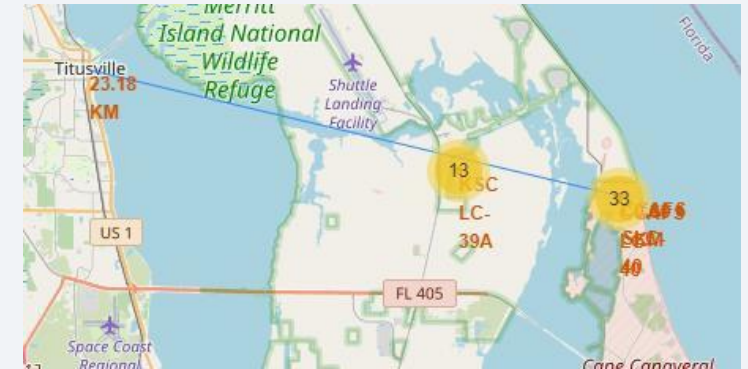 Merritt
Island National
Wildlife
Refuge
Florida
Titusville
23.18
KM
Shuttle
Landing
Facility
13
KSC
LC-
39A
33
40
US 1
FL 405
Space Coast
Regional
Cape Canaveral